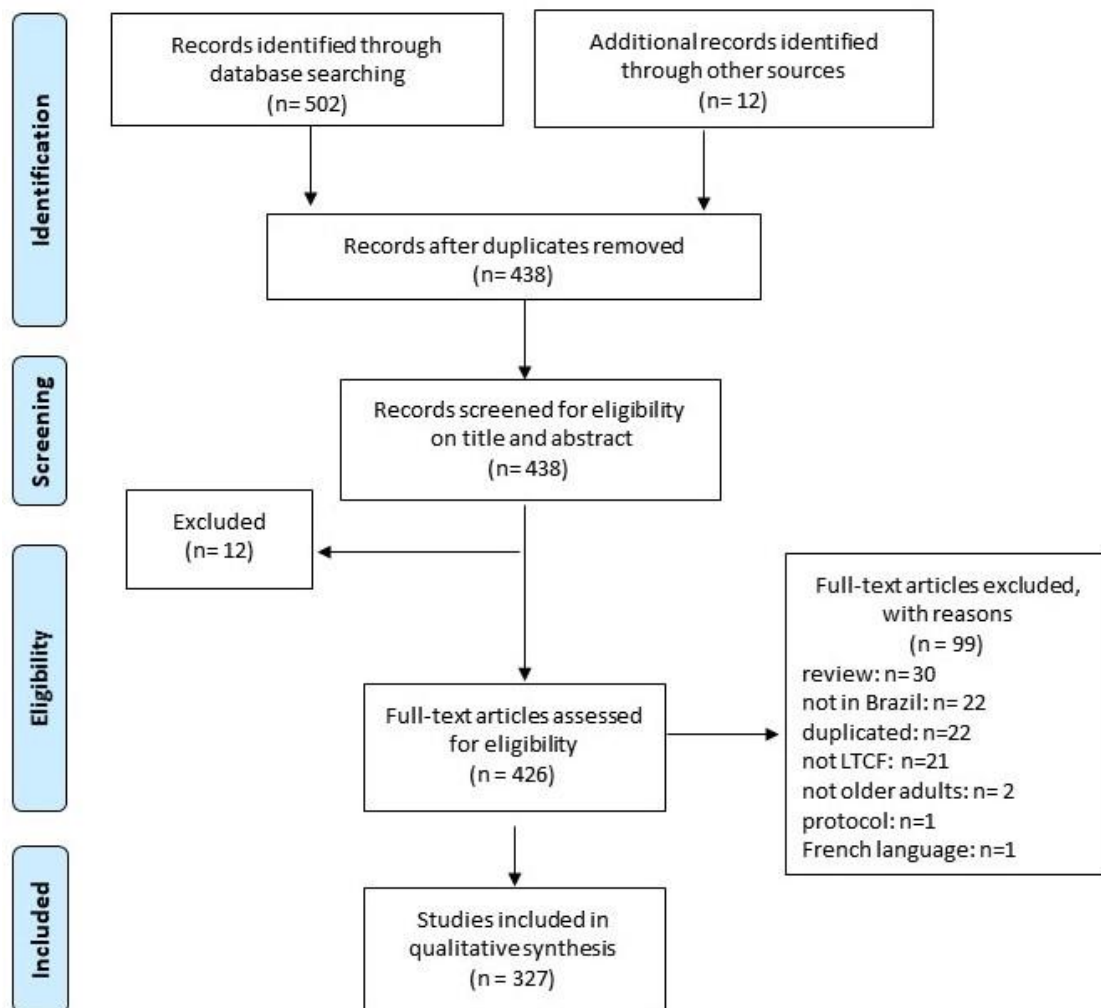 Identification
Records identified through
database searching
(n= 502)
Additional records identified
through other sources
(n= 12)
Records after duplicates removed
(n= 438)
Screening
Records screened for eligibility
on title and abstract
(n= 438)
Excluded
(n= 12)
Eligibility
Full-text articles assessed
for eligibility
(n = 426)
Full-text articles excluded,
with reasons
(n = 99)
review: n= 30
not in Brazil: n= 22
duplicated: n=22
not LTCF: n=21
not older adults: n= 2
protocol: n=1
French language: n=1
Included
Studies included in
qualitative synthesis
(n = 327)